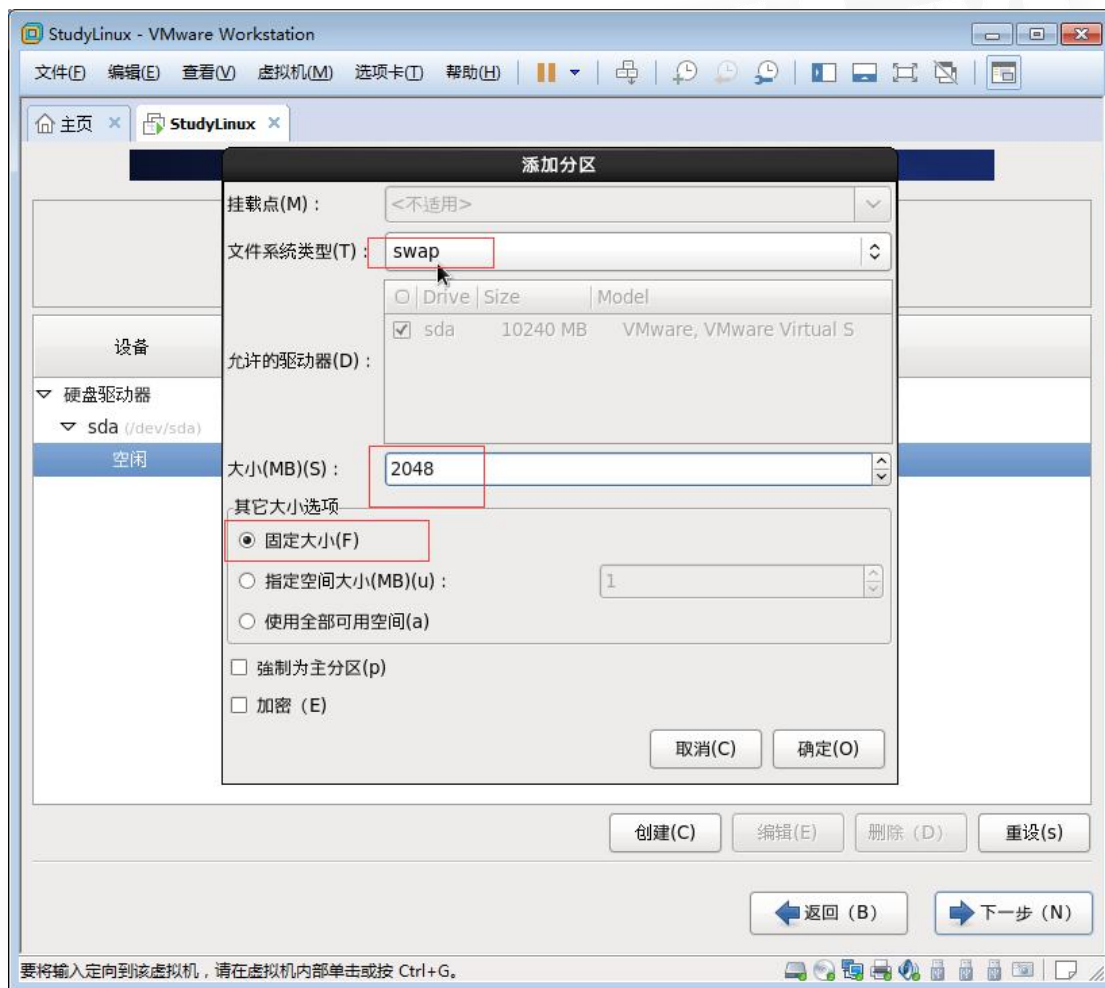 StudyLinux - VMware Workstation
文件(F) 编辑(E) 查看(V) 虚拟机(M) 选项卡(T) 帮助(H)
主页 StudyLinux
添加分区
挂载点(M)： <不适用>
文件系统类型(T)： swap
Drive Size Model
sda 10240 MB VMware, VMware Virtual S
允许的驱动器(D)：
设备
硬盘驱动器
sda (/dev/sda)
空闲
大小(MB)(S)： 2048
其它大小选项
固定大小(F)
指定空间大小(MB)(u)： 1
使用全部可用空间(a)
強制为主分区(p)
加密（E)
取消(C) 确定(O)
创建(C) 编辑(E) 删除（D） 重设(s)
返回（B） 下一步（N）
要将输入定向到该虚拟机，请在虚拟机内部单击或按 Ctrl+G。